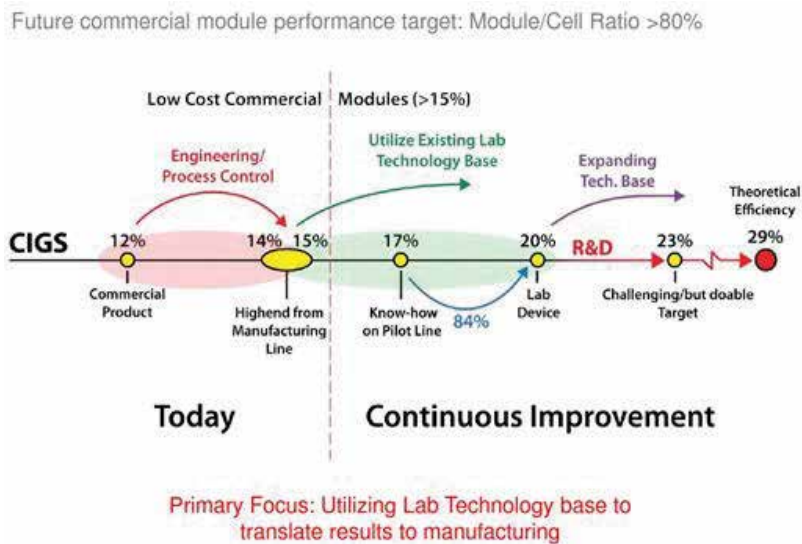 Future commercial module performance target: Module/Cell Ratio >80%
Low Cost Commercial
Modules (>15%)
Engineering/
Process Control
Utilize Existing Lab
Technology Base
Expanding
Tech. Base
Theoretical
Efficiency
CIGS
12%
14%
15%
17%
20%
R&D
23%
29%
Commercial
Product
Highend from
Manufacturing
Line
Know-how
on Pilot Line
84%
Lab
Device
Challenging/but doable
Target
Today
Continuous Improvement
Primary Focus: Utilizing Lab Technology base to
translate results to manufacturing